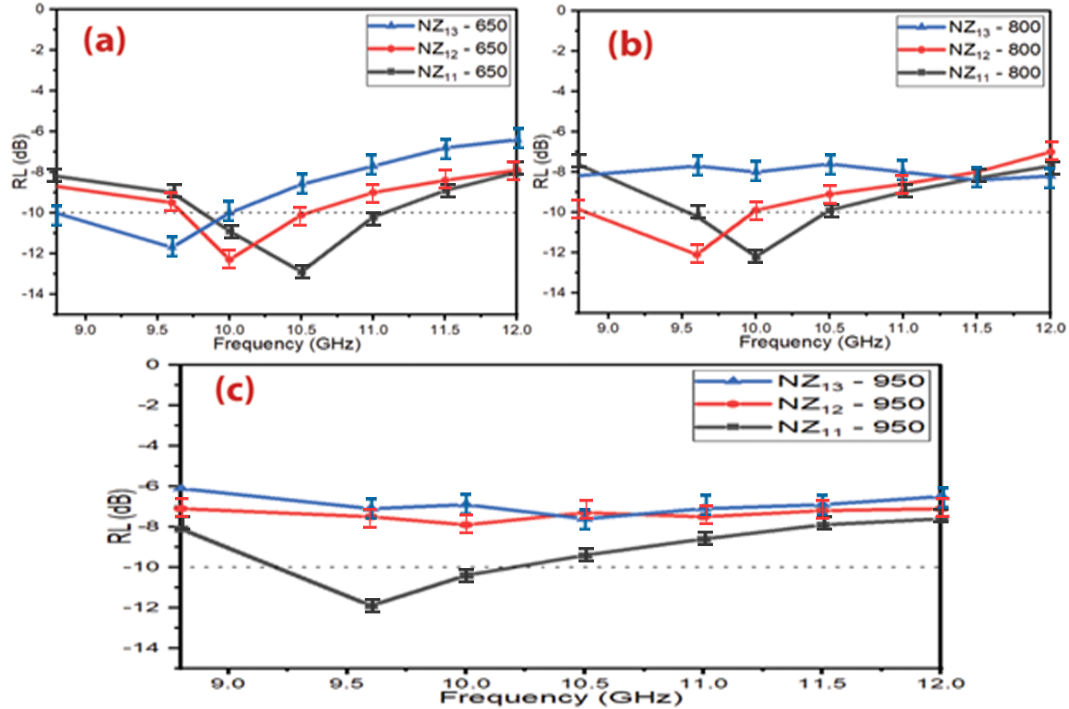 (a)
NZ₁₃ - 650
NZ₁₂ - 650
NZ₁₁ - 650
RL (dB)
0
-2
-4
-6
-8
-10
-12
-14
9.0 9.5 10.0 10.5 11.0 11.5 12.0
Frequency (GHz)
(b)
NZ₁₃ - 800
NZ₁₂ - 800
NZ₁₁ - 800
RL (dB)
0
-2
-4
-6
-8
-10
-12
-14
9.0 9.5 10.0 10.5 11.0 11.5 12.0
Frequency (GHz)
(c)
NZ₁₃ - 950
NZ₁₂ - 950
NZ₁₁ - 950
RL (dB)
0
-2
-4
-6
-8
-10
-12
-14
9.0 9.5 10.0 10.5 11.0 11.5 12.0
Frequency (GHz)